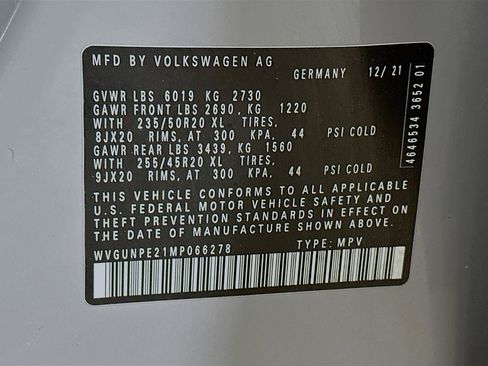 MFD BY VOLKSWAGEN AG
GERMANY 12/21
GVWR LBS 6019 KG 2730
GAWR FRONT LBS 2690, KG 1220
WITH 235/50R20 XL TIRES,
8JX20 RIMS, AT 300 KPA, 44 PSI COLD
GAWR REAR LBS 3439, KG 1560
WITH 255/45R20 XL TIRES,
9JX20 RIMS, AT 300 KPA, 44 PSI COLD
THIS VEHICLE CONFORMS TO ALL APPLICABLE
U.S. FEDERAL MOTOR VEHICLE SAFETY AND
THEFT PREVENTION STANDARDS IN EFFECT ON
THE DATE OF MANUFACTURE SHOWN ABOVE.
WVGUNPE21MP066278 TYPE: MPV
4646534 3652 01